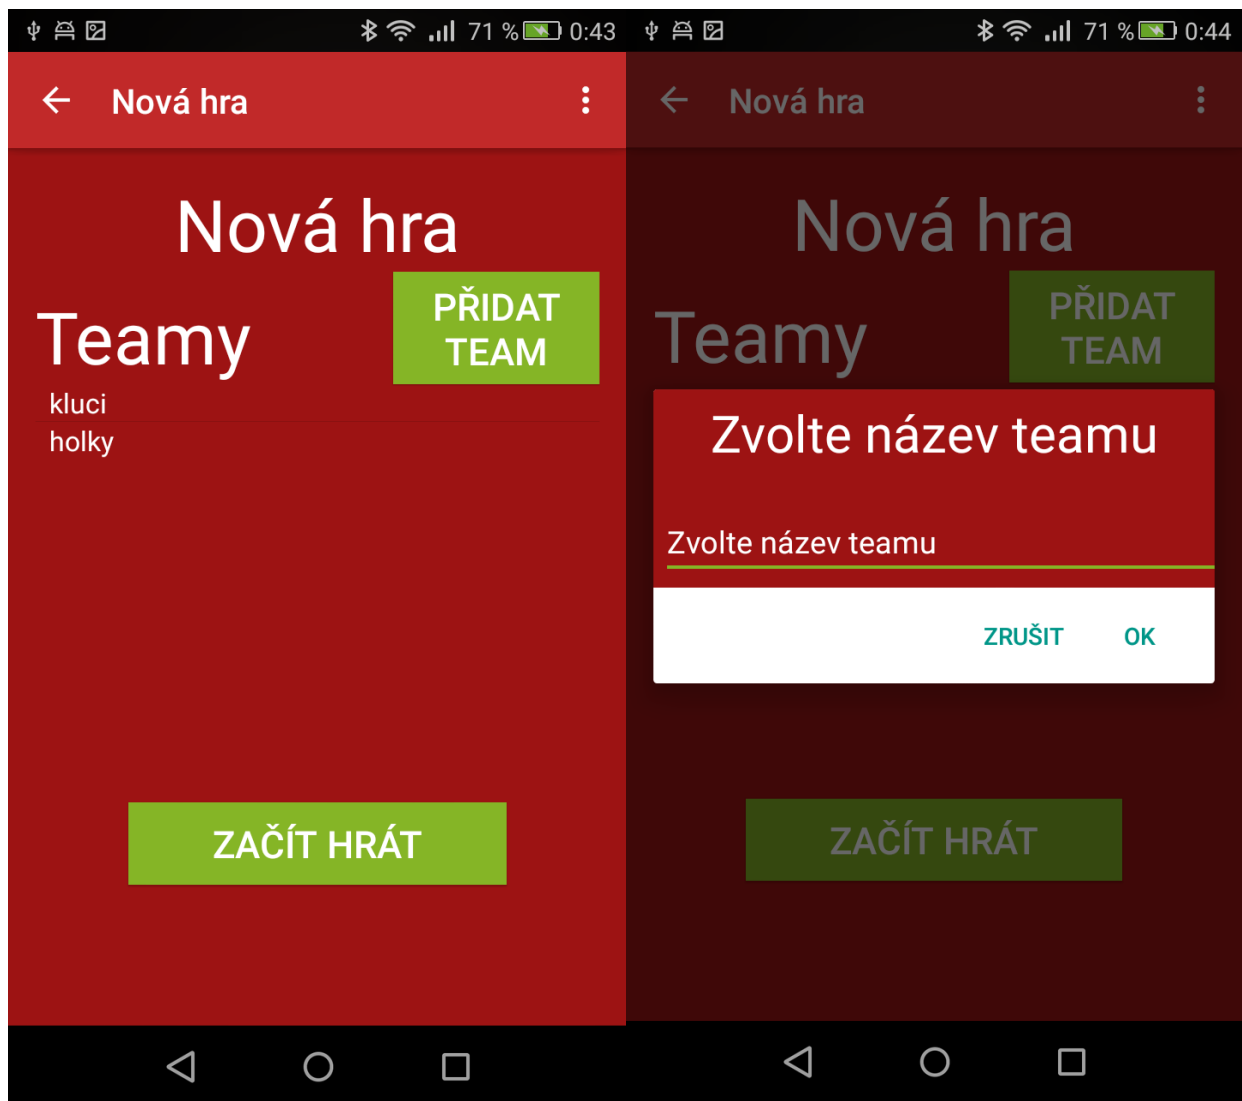 71 % 0:43
Nová hra
Nová hra
Teamy
PŘIDAT
TEAM
kluci
holky
ZAČÍT HRÁT
71 % 0:44
Nová hra
Nová hra
Teamy
PŘIDAT
TEAM
Zvolte název teamu
Zvolte název teamu
ZRUŠIT OK
ZAČÍT HRÁT